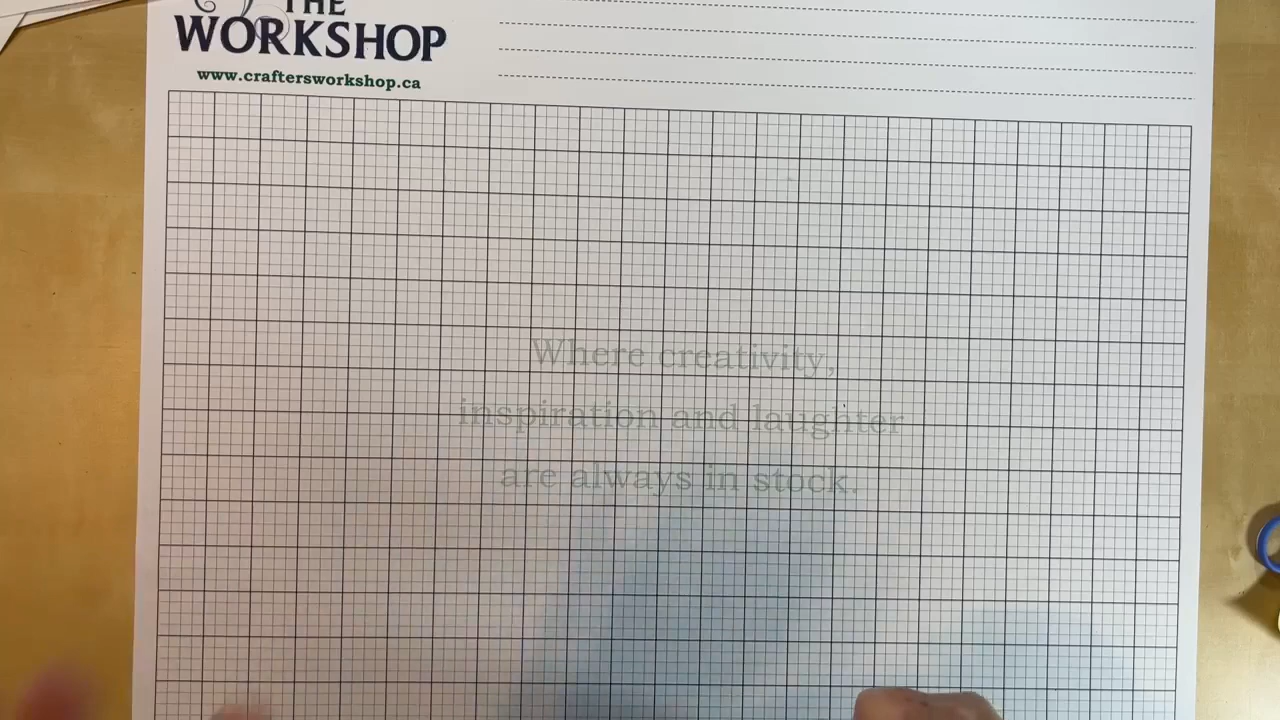 THE
WORKSHOP
www.craftersworkshop.ca
Where creativity,
inspiration and laughter
are always in stock.